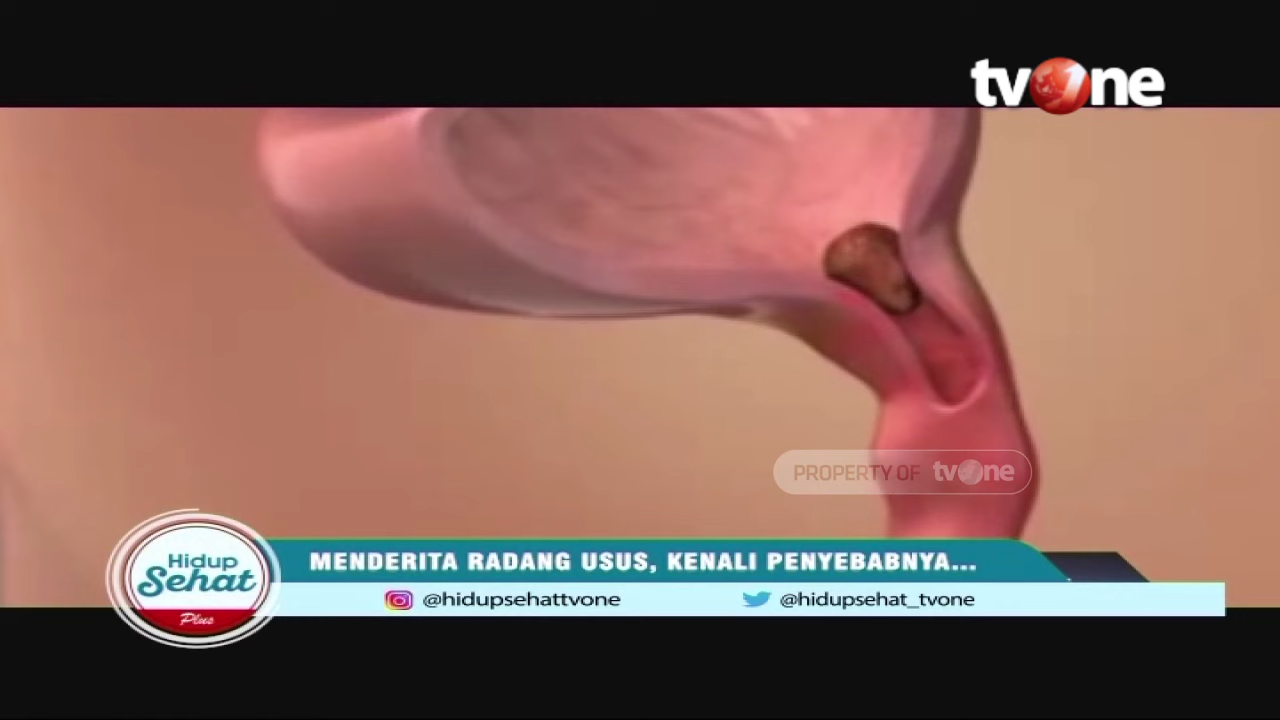 tvOne
PROPERTY OF tvOne
Hidup
Sehat
Plus
MENDERITA RADANG USUS, KENALI PENYEBABNYA...
@hidupsehattvone
@hidupsehat_tvone